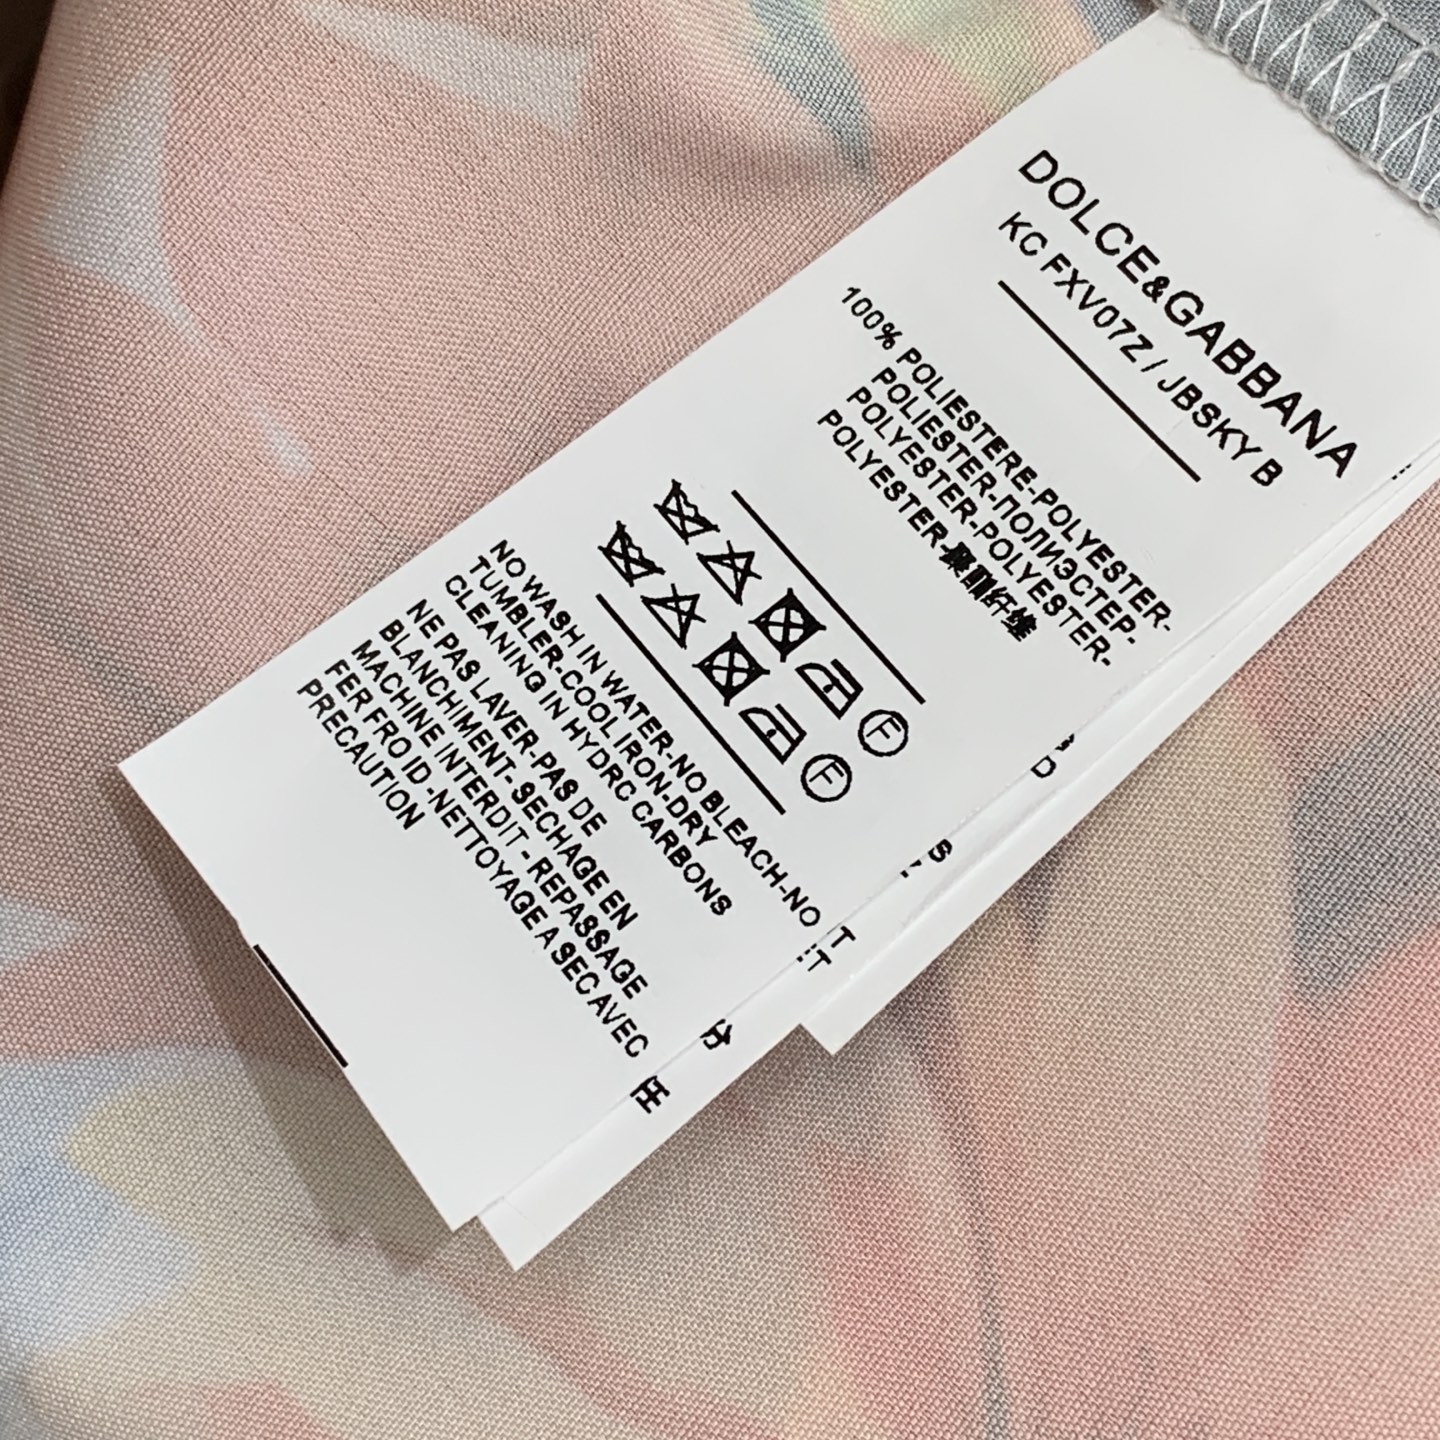 DOLCE&GABBANA
KC FXV07Z / JBSKY B
100% POLIESTERE-POLYESTER-
POLIESTER-ПОЛИЭСТЕР-
POLYESTER-POLYESTER-
POLYESTER-聚酯纤维
F
F
NO WASH IN WATER-NO BLEACH-NO T
TUMBLER-COOL IRON-DRY
CLEANING IN HYDRC CARBONS
NE PAS LAVER-PAS DE
BLANCHIMENT- SECHAGE EN
MACHINE INTERDIT - REPASSAGE
FER FRO ID -NETTOYAGE A SEC AVEC
PRECAUTION